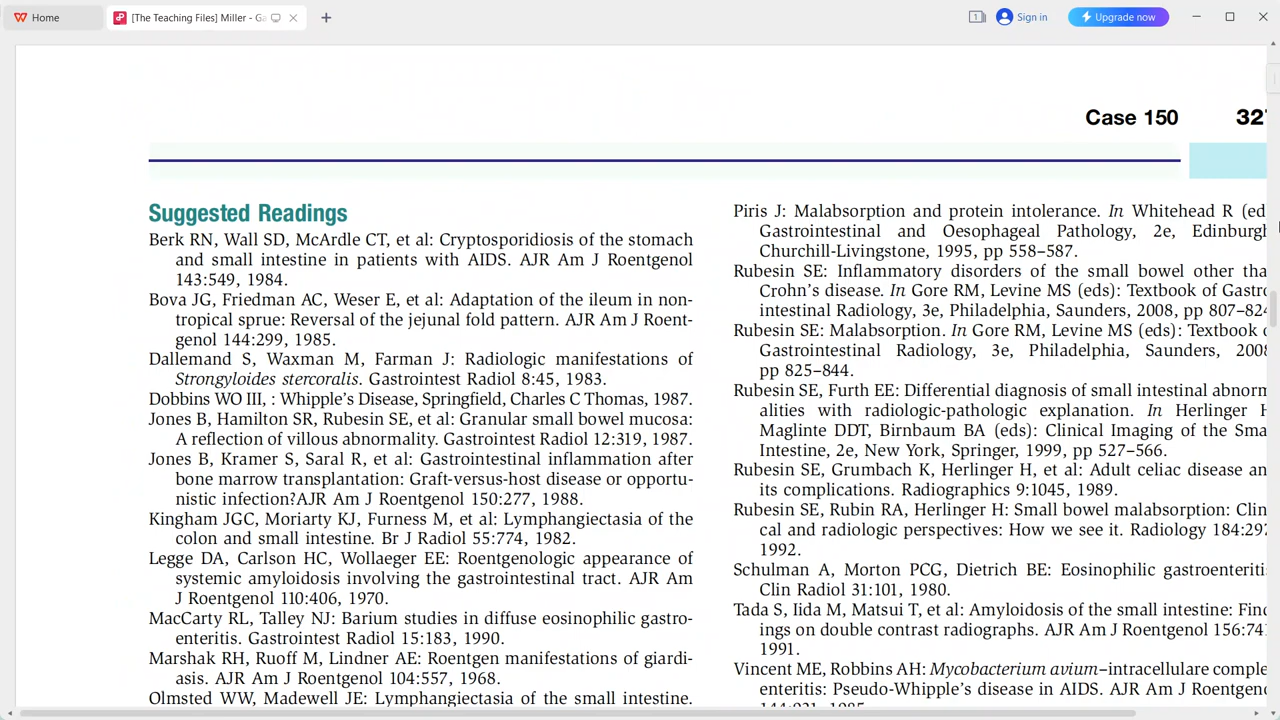 Home
[The Teaching Files] Miller - Ga
1
Sign in
Upgrade now
Case 150
Suggested Readings
Berk RN, Wall SD, McArdle CT, et al: Cryptosporidiosis of the stomach
and small intestine in patients with AIDS. AJR Am J Roentgenol
143:549, 1984.
Bova JG, Friedman AC, Weser E, et al: Adaptation of the ileum in non-
tropical sprue: Reversal of the jejunal fold pattern. AJR Am J Roent-
genol 144:299, 1985.
Dallemand S, Waxman M, Farman J: Radiologic manifestations of
Strongyloides stercoralis. Gastrointest Radiol 8:45, 1983.
Dobbins WO III, : Whipple's Disease, Springfield, Charles C Thomas, 1987.
Jones B, Hamilton SR, Rubesin SE, et al: Granular small bowel mucosa:
A reflection of villous abnormality. Gastrointest Radiol 12:319, 1987.
Jones B, Kramer S, Saral R, et al: Gastrointestinal inflammation after
bone marrow transplantation: Graft-versus-host disease or opportu-
nistic infection?AJR Am J Roentgenol 150:277, 1988.
Kingham JGC, Moriarty KJ, Furness M, et al: Lymphangiectasia of the
colon and small intestine. Br J Radiol 55:774, 1982.
Legge DA, Carlson HC, Wollaeger EE: Roentgenologic appearance of
systemic amyloidosis involving the gastrointestinal tract. AJR Am
J Roentgenol 110:406, 1970.
MacCarty RL, Talley NJ: Barium studies in diffuse eosinophilic gastro-
enteritis. Gastrointest Radiol 15:183, 1990.
Marshak RH, Ruoff M, Lindner AE: Roentgen manifestations of giardi-
asis. AJR Am J Roentgenol 104:557, 1968.
Olmsted WW, Madewell JE: Lymphangiectasia of the small intestine.
Piris J: Malabsorption and protein intolerance. In Whitehead R (ed
Gastrointestinal and Oesophageal Pathology, 2e, Edinburgh
Churchill-Livingstone, 1995, pp 558–587.
Rubesin SE: Inflammatory disorders of the small bowel other tha
Crohn's disease. In Gore RM, Levine MS (eds): Textbook of Gastro
intestinal Radiology, 3e, Philadelphia, Saunders, 2008, pp 807–824
Rubesin SE: Malabsorption. In Gore RM, Levine MS (eds): Textbook
Gastrointestinal Radiology, 3e, Philadelphia, Saunders, 2008
pp 825–844.
Rubesin SE, Furth EE: Differential diagnosis of small intestinal abnorm
alities with radiologic-pathologic explanation. In Herlinger H
Maglinte DDT, Birnbaum BA (eds): Clinical Imaging of the Sma
Intestine, 2e, New York, Springer, 1999, pp 527–566.
Rubesin SE, Grumbach K, Herlinger H, et al: Adult celiac disease an
its complications. Radiographics 9:1045, 1989.
Rubesin SE, Rubin RA, Herlinger H: Small bowel malabsorption: Clin
cal and radiologic perspectives: How we see it. Radiology 184:297
1992.
Schulman A, Morton PCG, Dietrich BE: Eosinophilic gastroenteriti
Clin Radiol 31:101, 1980.
Tada S, Iida M, Matsui T, et al: Amyloidosis of the small intestine: Find
ings on double contrast radiographs. AJR Am J Roentgenol 156:741
1991.
Vincent ME, Robbins AH: Mycobacterium avium–intracellulare comple
enteritis: Pseudo-Whipple's disease in AIDS. AJR Am J Roentgeno